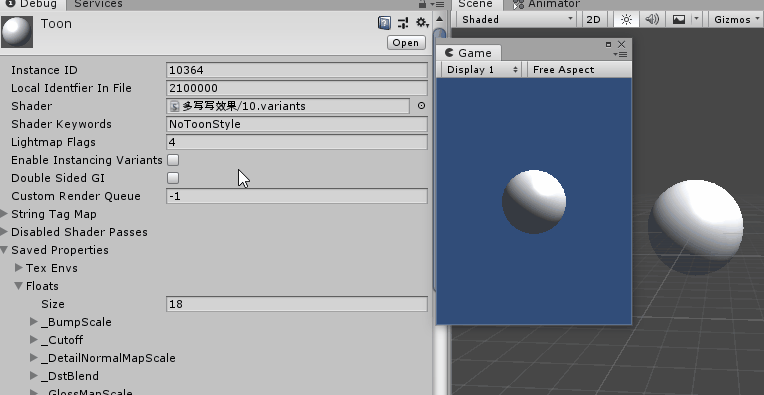 Debug Services
Toon
Open
Instance ID 10364
Local Identfier In File 2100000
Shader 多写写效果/10.variants
Shader Keywords NoToonStyle
Lightmap Flags 4
Enable Instancing Variants
Double Sided GI
Custom Render Queue -1
String Tag Map
Disabled Shader Passes
Saved Properties
Tex Envs
Floats
Size 18
_BumpScale
_Cutoff
_DetailNormalMapScale
_DstBlend
_GlossMapScale
Scene Animator
Shaded 2D Gizmos
Game
Display 1 Free Aspect